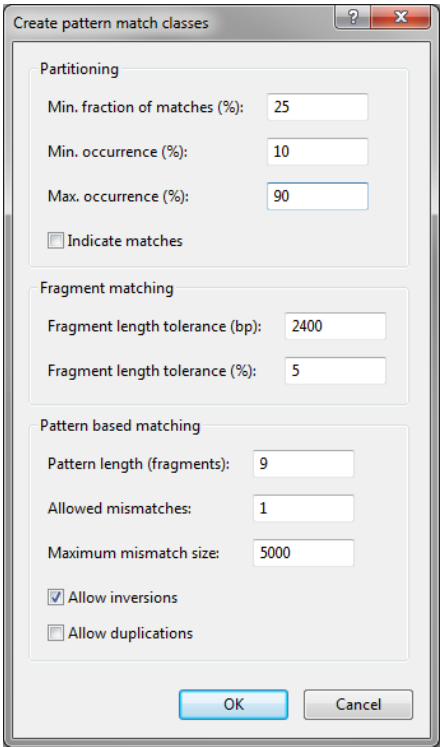 Create pattern match classes
?
Partitioning
Min. fraction of matches (%): 25
Min. occurrence (%): 10
Max. occurrence (%): 90
Indicate matches
Fragment matching
Fragment length tolerance (bp): 2400
Fragment length tolerance (%): 5
Pattern based matching
Pattern length (fragments): 9
Allowed mismatches: 1
Maximum mismatch size: 5000
Allow inversions
Allow duplications
OK Cancel